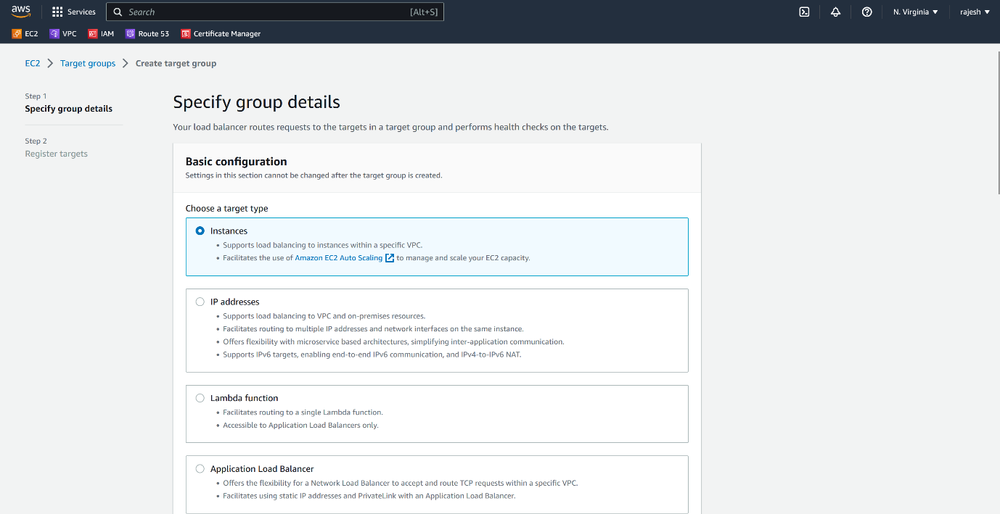 aws
Services
Search [Alt+S]
N. Virginia ▼
rajesh ▼
EC2 VPC IAM Route 53 Certificate Manager
EC2 > Target groups > Create target group
Step 1
Specify group details
Step 2
Register targets
Specify group details
Your load balancer routes requests to the targets in a target group and performs health checks on the targets.
Basic configuration
Settings in this section cannot be changed after the target group is created.
Choose a target type
Instances
• Supports load balancing to instances within a specific VPC.
• Facilitates the use of Amazon EC2 Auto Scaling to manage and scale your EC2 capacity.
IP addresses
• Supports load balancing to VPC and on-premises resources.
• Facilitates routing to multiple IP addresses and network interfaces on the same instance.
• Offers flexibility with microservice based architectures, simplifying inter-application communication.
• Supports IPv6 targets, enabling end-to-end IPv6 communication, and IPv4-to-IPv6 NAT.
Lambda function
• Facilitates routing to a single Lambda function.
• Accessible to Application Load Balancers only.
Application Load Balancer
• Offers the flexibility for a Network Load Balancer to accept and route TCP requests within a specific VPC.
• Facilitates using static IP addresses and PrivateLink with an Application Load Balancer.